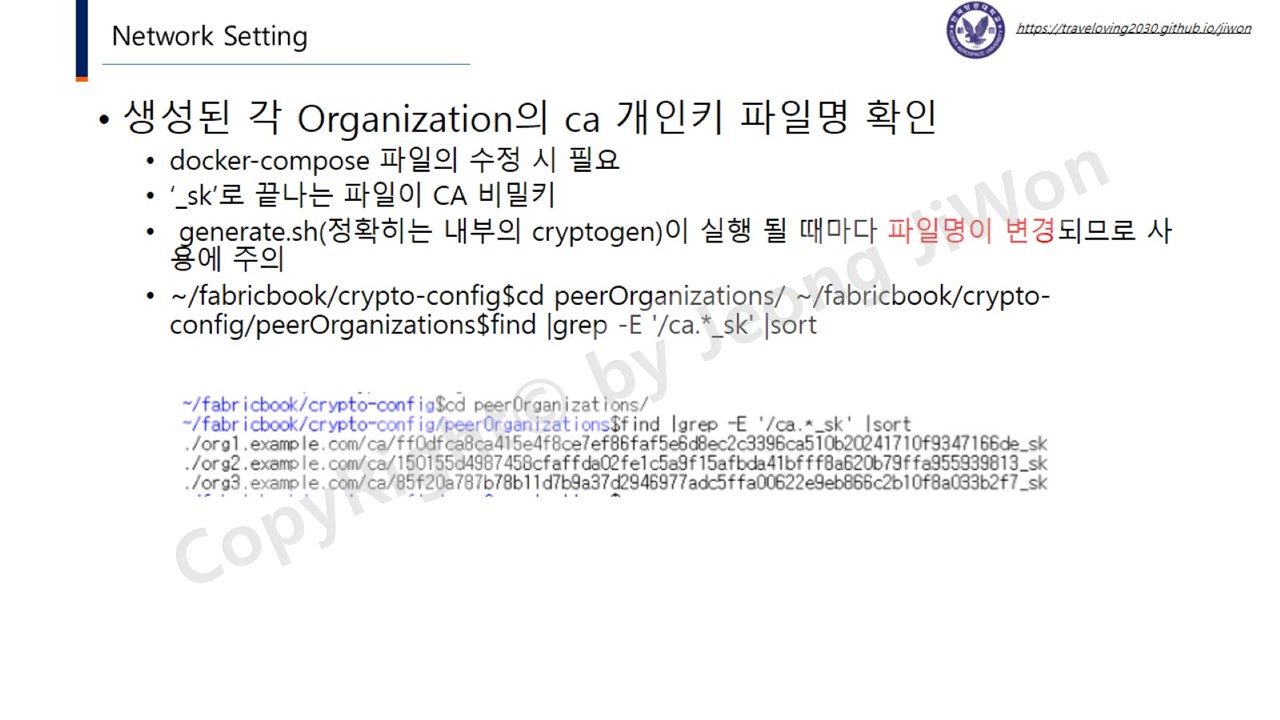 Network Setting
https://traveloving2030.github.io/jiwon
• 생성된 각 Organization의 ca 개인키 파일명 확인
• docker-compose 파일의 수정 시 필요
• ‘_sk’로 끝나는 파일이 CA 비밀키
• generate.sh(정확히는 내부의 cryptogen)이 실행 될 때마다 파일명이 변경되므로 사
용에 주의
• ~/fabricbook/crypto-config$cd peerOrganizations/ ~/fabricbook/crypto-
config/peerOrganizations$find |grep -E '/ca.*_sk' |sort
~/fabricbook/crypto-config$cd peerOrganizations/
~/fabricbook/crypto-config/peerOrganizations$find |grep -E '/ca.*_sk' |sort
./org1.example.com/ca/ff0dfca8ca415e4f8ce7ef86faf5e6d8ec2c3396ca510b20241710f9347166de_sk
./org2.example.com/ca/150155d4987458cfaffda02fe1c5a9f15afbda41bfff8a620b79ffa955939813_sk
./org3.example.com/ca/85f20a787b78b11d7b9a37d2946977adc5ffa00622e9eb866c2b10f8a033b2f7_sk
CopyRight© by Jeong JiWon